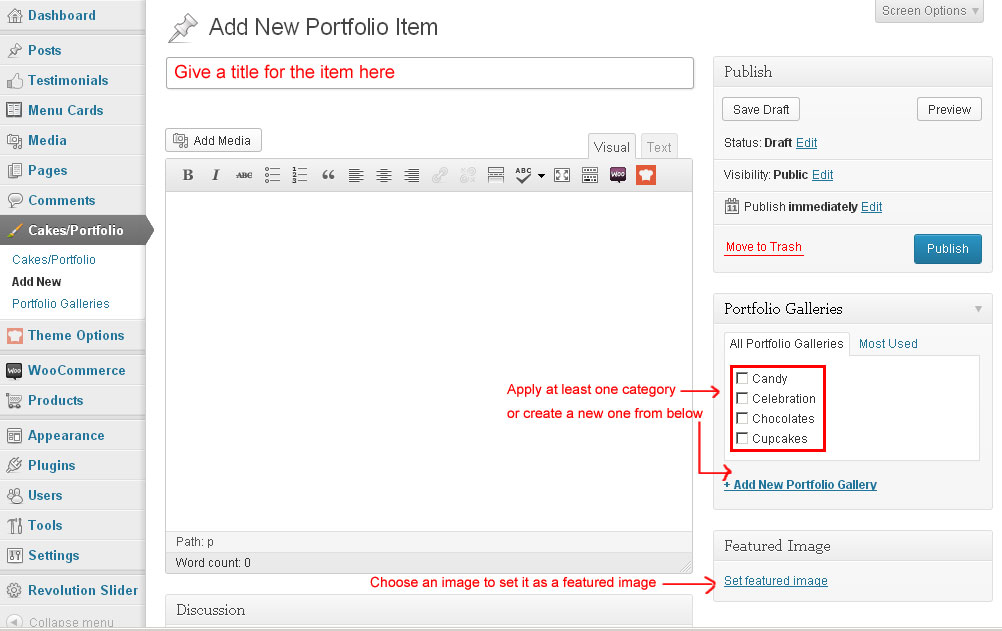 Dashboard
Posts
Testimonials
Menu Cards
Media
Pages
Comments
Cakes/Portfolio
Cakes/Portfolio
Add New
Portfolio Galleries
Theme Options
WooCommerce
Products
Appearance
Plugins
Users
Tools
Settings
Revolution Slider
Collapse menu
Screen Options
Add New Portfolio Item
Give a title for the item here
Add Media
Visual Text
B I ABC ABC Woo
Path: p
Word count: 0
Discussion
Publish
Save Draft Preview
Status: Draft Edit
Visibility: Public Edit
11 Publish immediately Edit
Move to Trash Publish
Portfolio Galleries
All Portfolio Galleries Most Used
Candy
Celebration
Chocolates
Cupcakes
Apply at least one category
or create a new one from below
+ Add New Portfolio Gallery
Featured Image
Set featured image
Choose an image to set it as a featured image